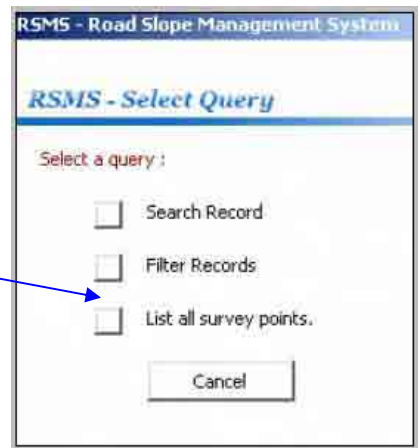 RSMS - Road Slope Management System
RSMS - Select Query
Select a query :
Search Record
Filter Records
List all survey points.
Cancel